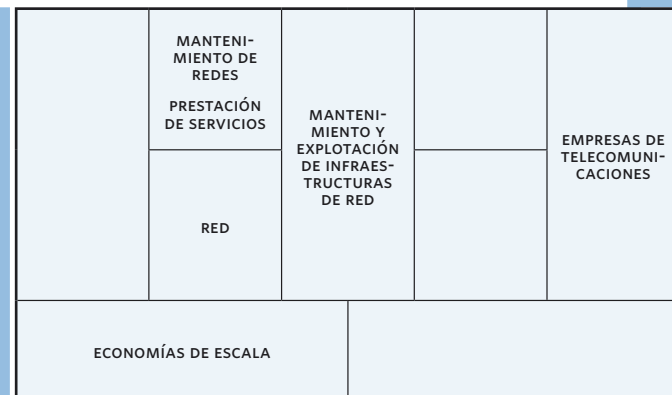 MANTENI-
MIENTO DE
REDES
PRESTACIÓN
DE SERVICIOS
RED
MANTENI-
MIENTO Y
EXPLOTACIÓN
DE INFRAES-
TRUCTURAS
DE RED
EMPRESAS DE
TELECOMUNI-
CACIONES
ECONOMÍAS DE ESCALA